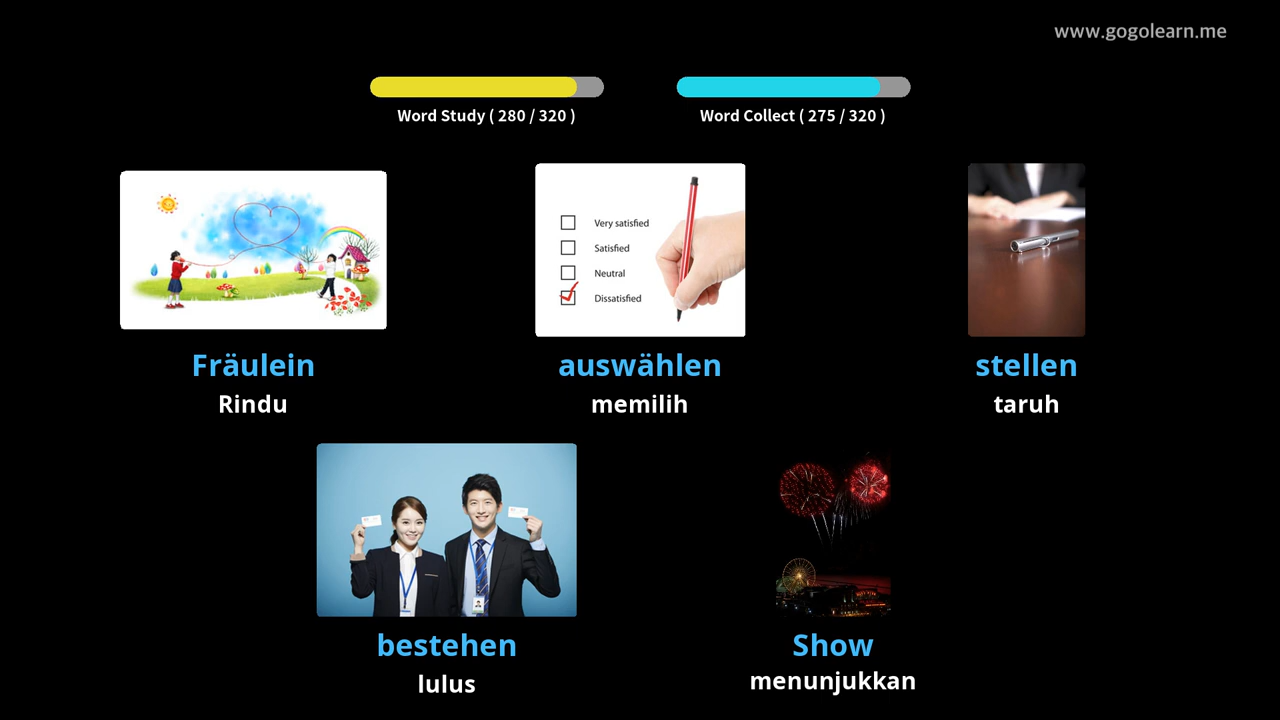 www.gogolearn.me
Word Study ( 280 / 320 )
Word Collect ( 275 / 320 )
Very satisfied
Satisfied
Neutral
Dissatisfied
Fräulein
auswählen
stellen
Rindu
memilih
taruh
bestehen
Show
lulus
menunjukkan